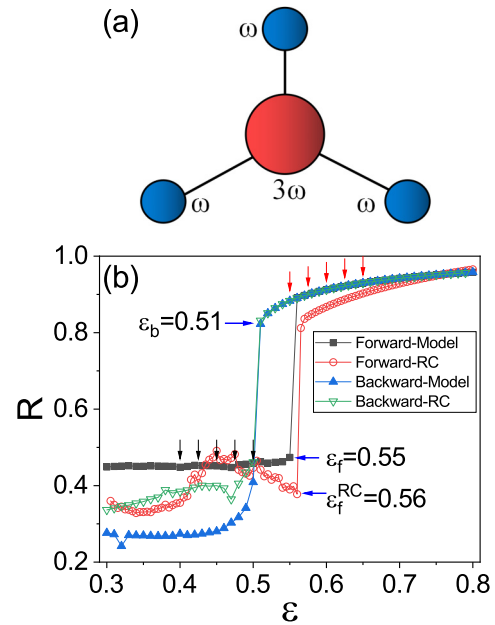 (a)
ω
3ω
ω
ω
(b)
1.0
0.8
0.6
0.4
0.2
R
ε_b=0.51
Forward-Model
Forward-RC
Backward-Model
Backward-RC
ε_f=0.55
ε_f^RC=0.56
0.3 0.4 0.5 0.6 0.7 0.8
ε